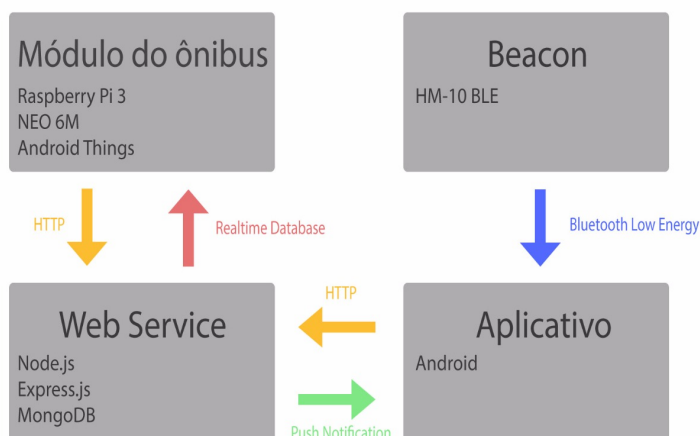 Módulo do ônibus
Raspberry Pi 3
NEO 6M
Android Things
Beacon
HM-10 BLE
HTTP
Realtime Database
Bluetooth Low Energy
Web Service
Node.js
Express.js
MongoDB
HTTP
Push Notification
Aplicativo
Android